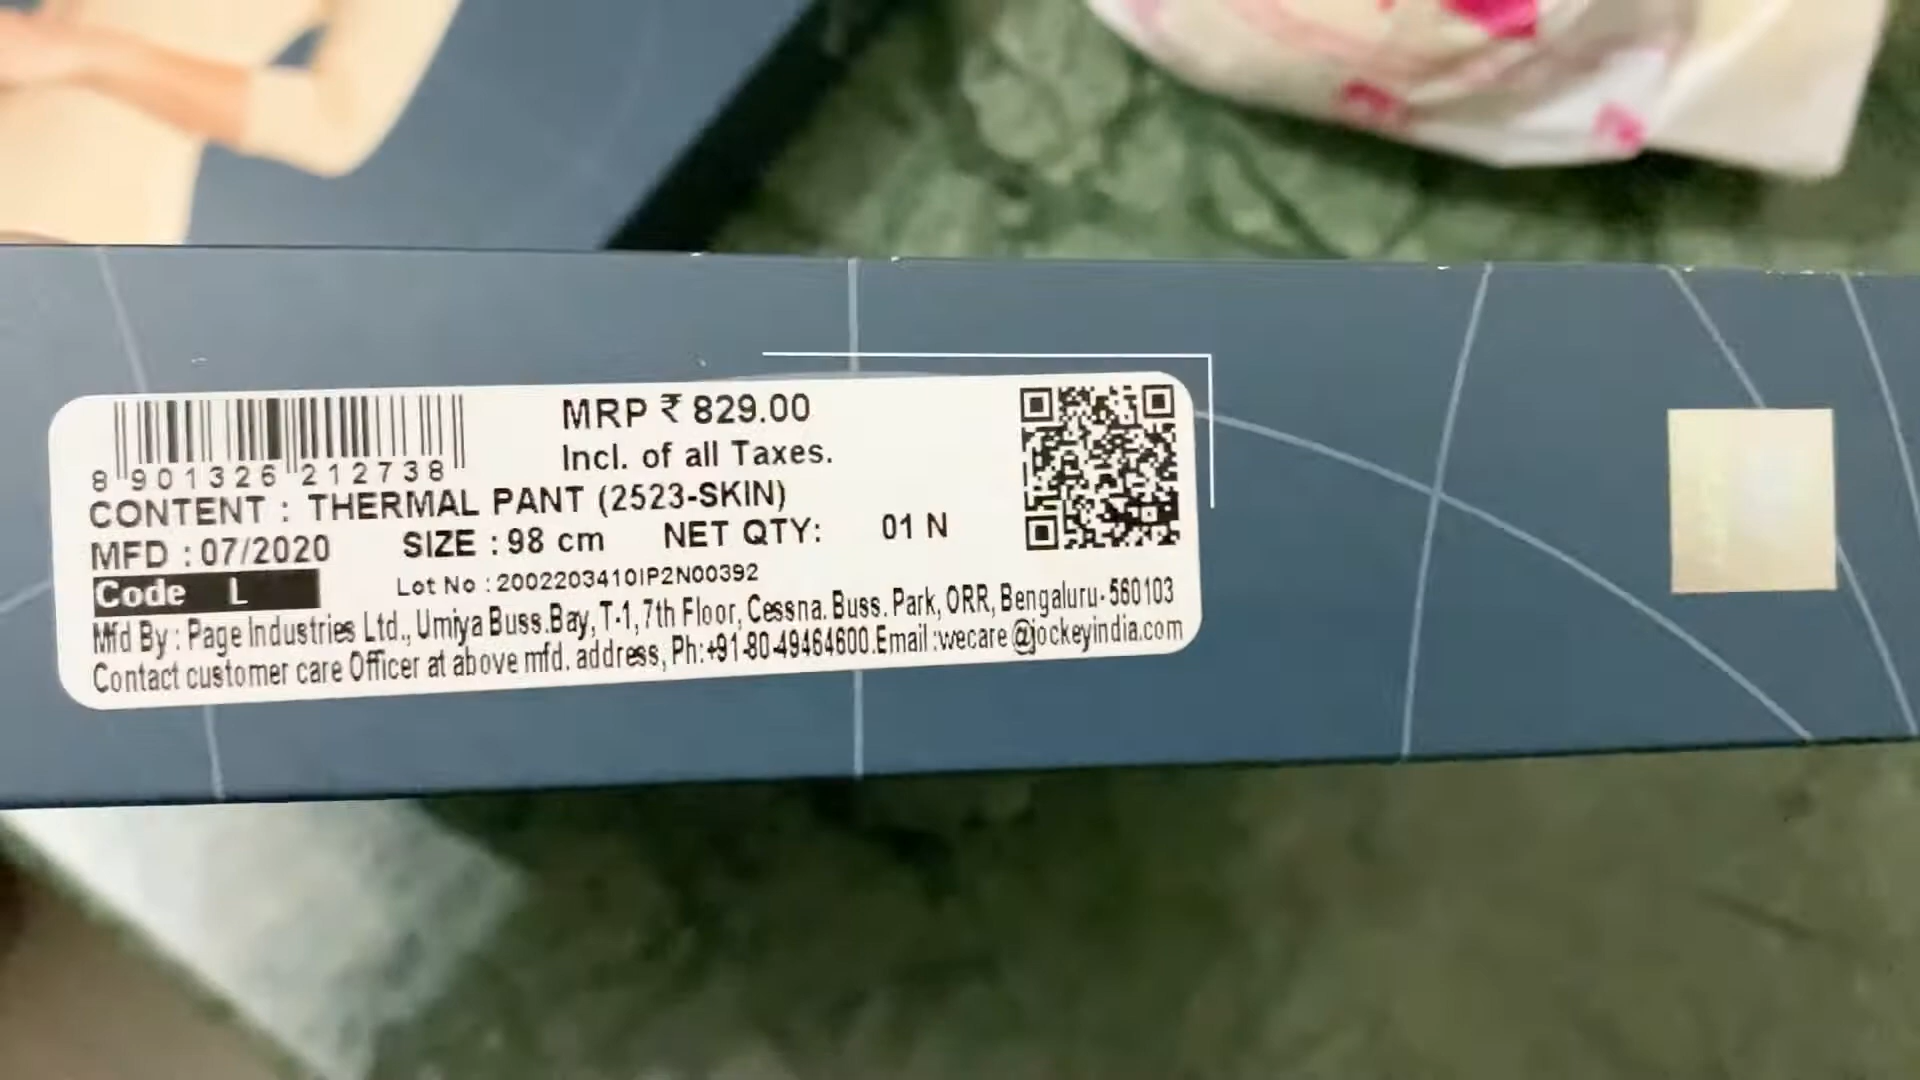 MRP ₹ 829.00
Incl. of all Taxes.
8 901326 212738
CONTENT : THERMAL PANT (2523-SKIN)
MFD : 07/2020 SIZE : 98 cm NET QTY: 01 N
Code L Lot No : 2002203410IP2N00392
Mfd By : Page Industries Ltd., Umiya Buss.Bay, T-1, 7th Floor, Cessna. Buss. Park, ORR, Bengaluru- 560103
Contact customer care Officer at above mfd. address, Ph:+91-80-49464600.Email :wecare @jockeyindia.com